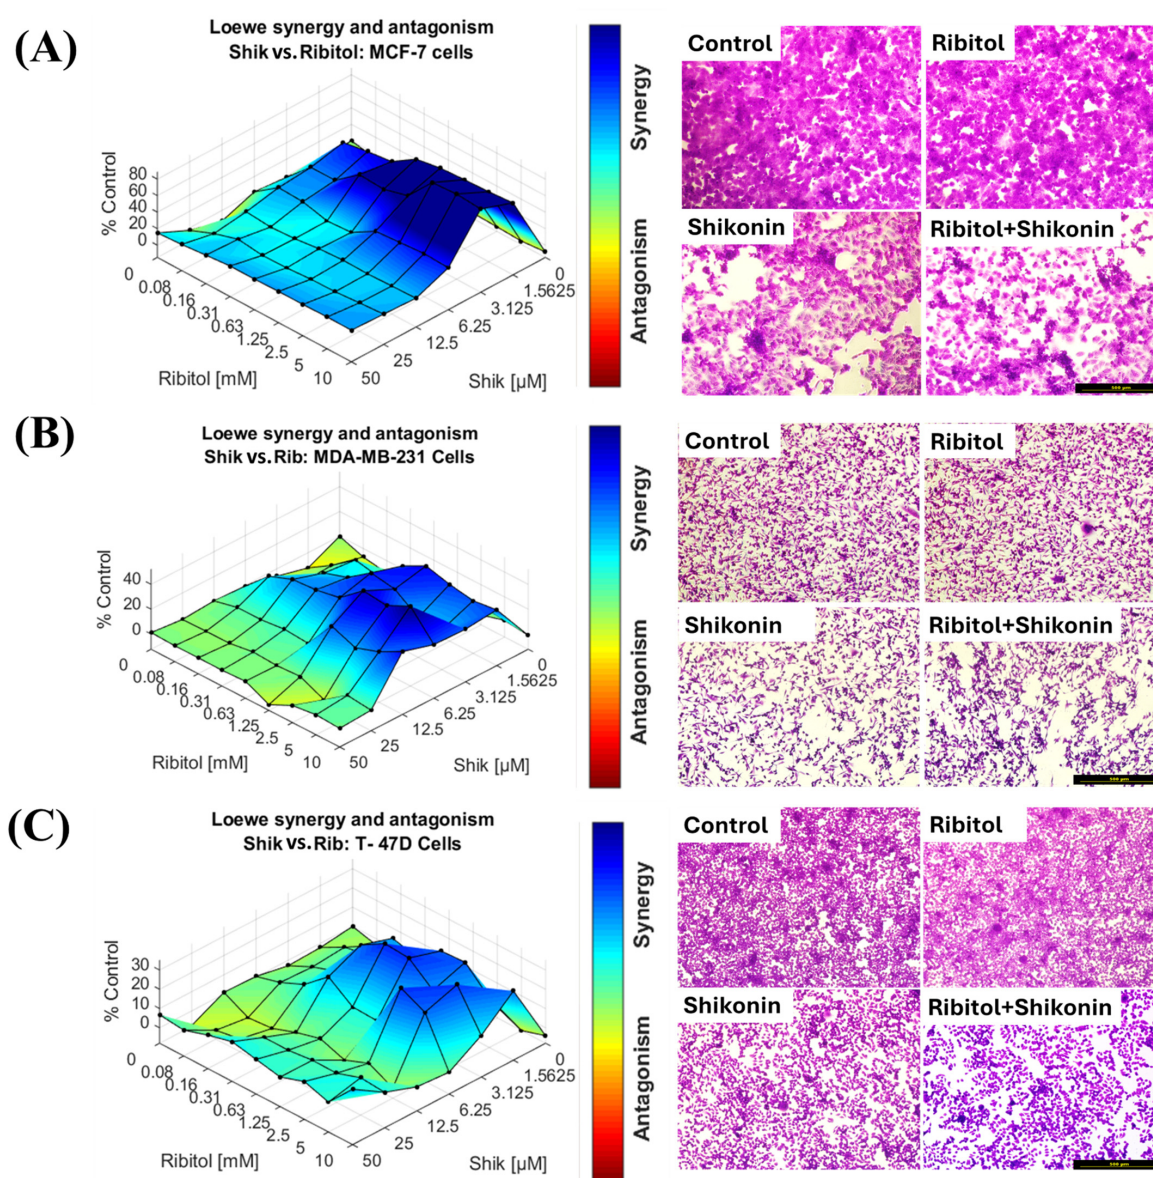 (A)
Loewe synergy and antagonism
Shik vs. Ribitol: MCF-7 cells
% Control
80
60
40
20
0
0
0.08
0.16
0.31
0.63
1.25
2.5
5
10
Ribitol [mM]
50
25
12.5
6.25
3.125
1.5625
0
Shik [µM]
Synergy
Antagonism
Control
Ribitol
Shikonin
Ribitol+Shikonin
(B)
Loewe synergy and antagonism
Shik vs. Rib: MDA-MB-231 Cells
% Control
40
20
0
0
0.08
0.16
0.31
0.63
1.25
2.5
5
10
Ribitol [mM]
50
25
12.5
6.25
3.125
1.5625
0
Shik [µM]
Synergy
Antagonism
Control
Ribitol
Shikonin
Ribitol+Shikonin
(C)
Loewe synergy and antagonism
Shik vs. Rib: T- 47D Cells
% Control
30
20
10
0
0
0.08
0.16
0.31
0.63
1.25
2.5
5
10
Ribitol [mM]
50
25
12.5
6.25
3.125
1.5625
0
Shik [µM]
Synergy
Antagonism
Control
Ribitol
Shikonin
Ribitol+Shikonin